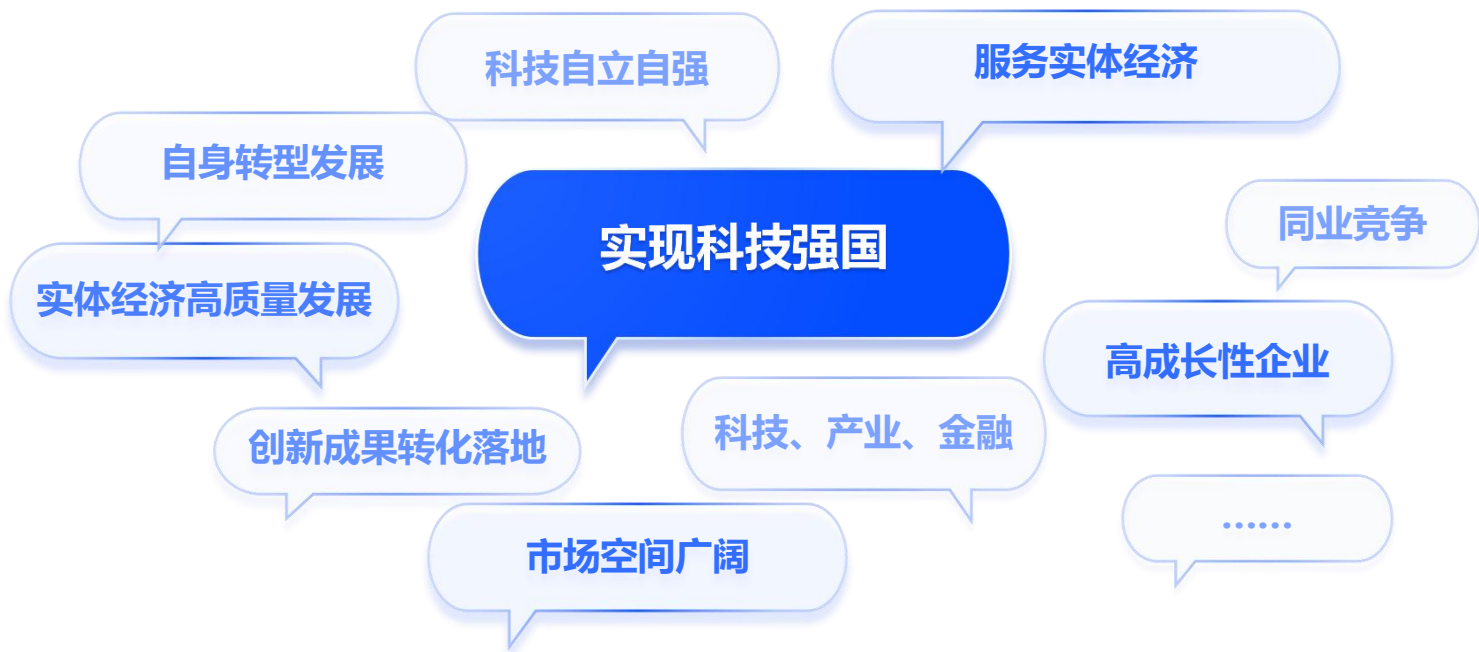 科技自立自强
服务实体经济
自身转型发展
实现科技强国
同业竞争
实体经济高质量发展
高成长性企业
创新成果转化落地
科技、产业、金融
……
市场空间广阔